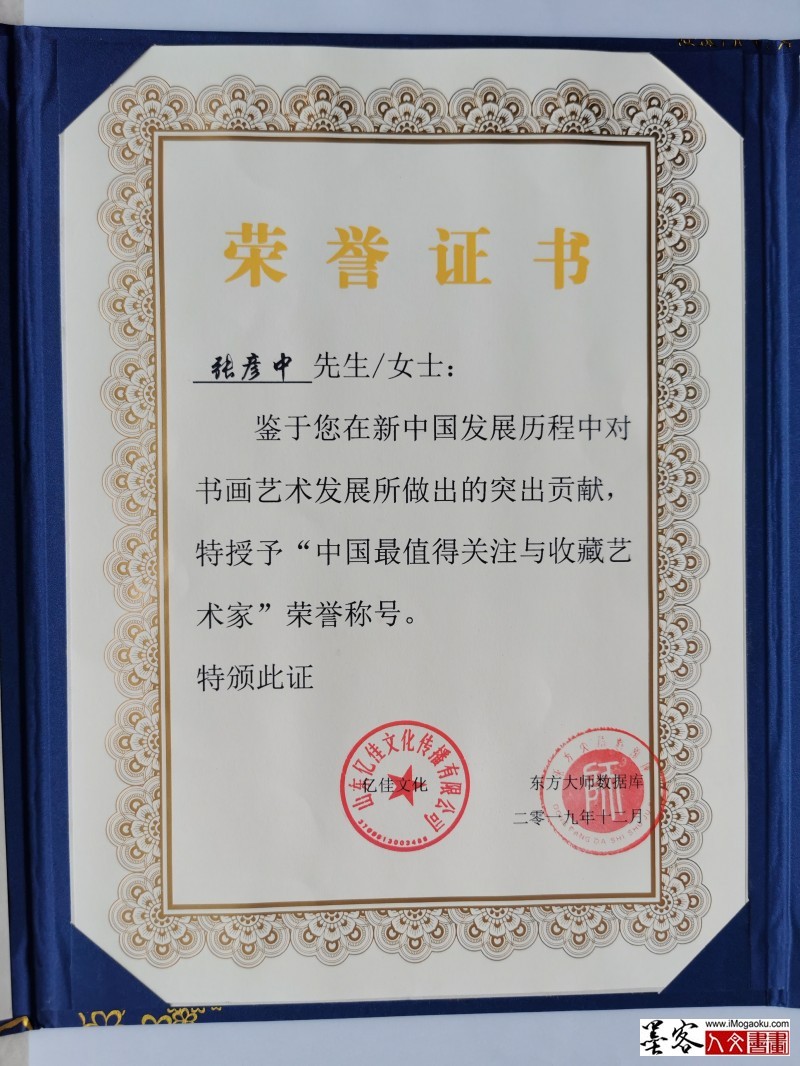 荣誉证书
张彦中 先生/女士：
鉴于您在新中国发展历程中对
书画艺术发展所做出的突出贡献，
特授予“中国最值得关注与收藏艺
术家”荣誉称号。
特颁此证
山东亿佳文化传播有限公司
亿佳文化
东方大师数据库
师
二零一九年十二月
墨客
www.iMogaoku.com
人文書畫